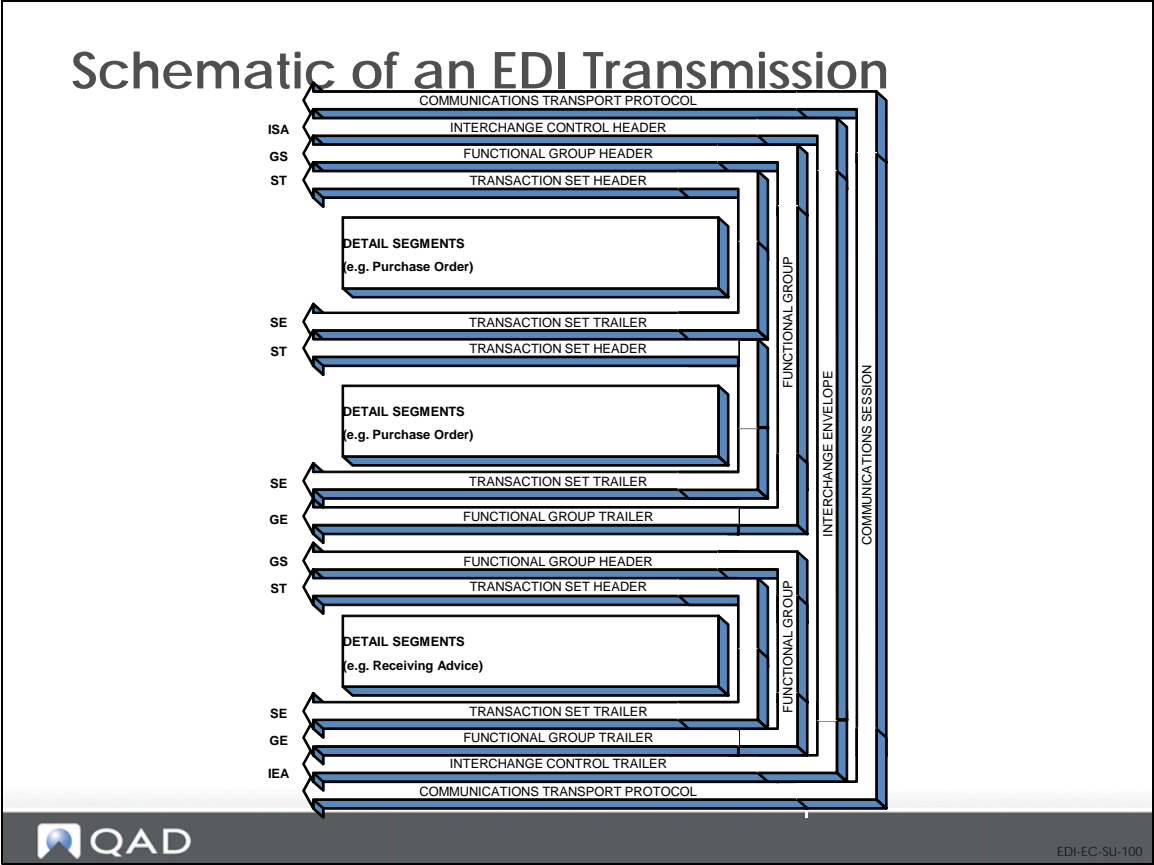 Schematic of an EDI Transmission
COMMUNICATIONS TRANSPORT PROTOCOL
ISA
INTERCHANGE CONTROL HEADER
GS
FUNCTIONAL GROUP HEADER
ST
TRANSACTION SET HEADER
DETAIL SEGMENTS
(e.g. Purchase Order)
SE
TRANSACTION SET TRAILER
ST
TRANSACTION SET HEADER
DETAIL SEGMENTS
(e.g. Purchase Order)
SE
TRANSACTION SET TRAILER
GE
FUNCTIONAL GROUP TRAILER
GS
FUNCTIONAL GROUP HEADER
ST
TRANSACTION SET HEADER
DETAIL SEGMENTS
(e.g. Receiving Advice)
SE
TRANSACTION SET TRAILER
GE
FUNCTIONAL GROUP TRAILER
IEA
INTERCHANGE CONTROL TRAILER
COMMUNICATIONS TRANSPORT PROTOCOL
FUNCTIONAL GROUP
FUNCTIONAL GROUP
INTERCHANGE ENVELOPE
COMMUNICATIONS SESSION
QAD
EDI-EC-SU-100